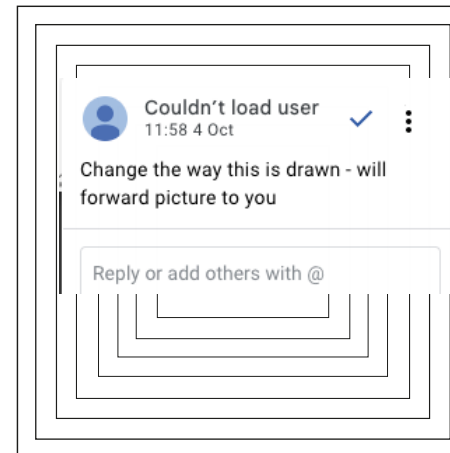 Couldn't load user
11:58 4 Oct
Change the way this is drawn - will
forward picture to you
Reply or add others with @